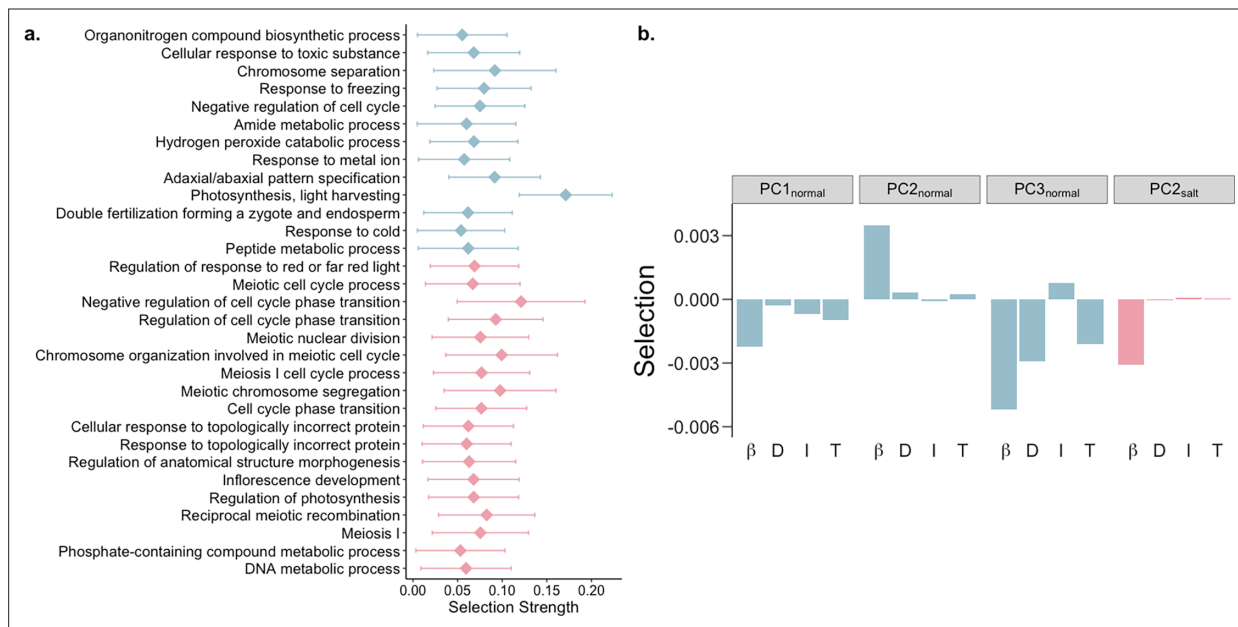 a.
Organonitrogen compound biosynthetic process
Cellular response to toxic substance
Chromosome separation
Response to freezing
Negative regulation of cell cycle
Amide metabolic process
Hydrogen peroxide catabolic process
Response to metal ion
Adaxial/abaxial pattern specification
Photosynthesis, light harvesting
Double fertilization forming a zygote and endosperm
Response to cold
Peptide metabolic process
Regulation of response to red or far red light
Meiotic cell cycle process
Negative regulation of cell cycle phase transition
Regulation of cell cycle phase transition
Meiotic nuclear division
Chromosome organization involved in meiotic cell cycle
Meiosis I cell cycle process
Meiotic chromosome segregation
Cell cycle phase transition
Cellular response to topologically incorrect protein
Response to topologically incorrect protein
Regulation of anatomical structure morphogenesis
Inflorescence development
Regulation of photosynthesis
Reciprocal meiotic recombination
Meiosis I
Phosphate-containing compound metabolic process
DNA metabolic process
0.00 0.05 0.10 0.15 0.20
Selection Strength
b.
PC1normal PC2normal PC3normal PC2salt
0.003
0.000
-0.003
-0.006
Selection
β D I T β D I T β D I T β D I T